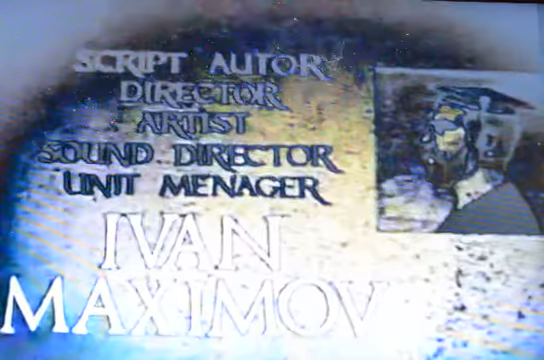 SCRIPT AUTOR
DIRECTOR
ARTIST
SOUND DIRECTOR
UNIT MENAGER
IVAN
MAXIMOV